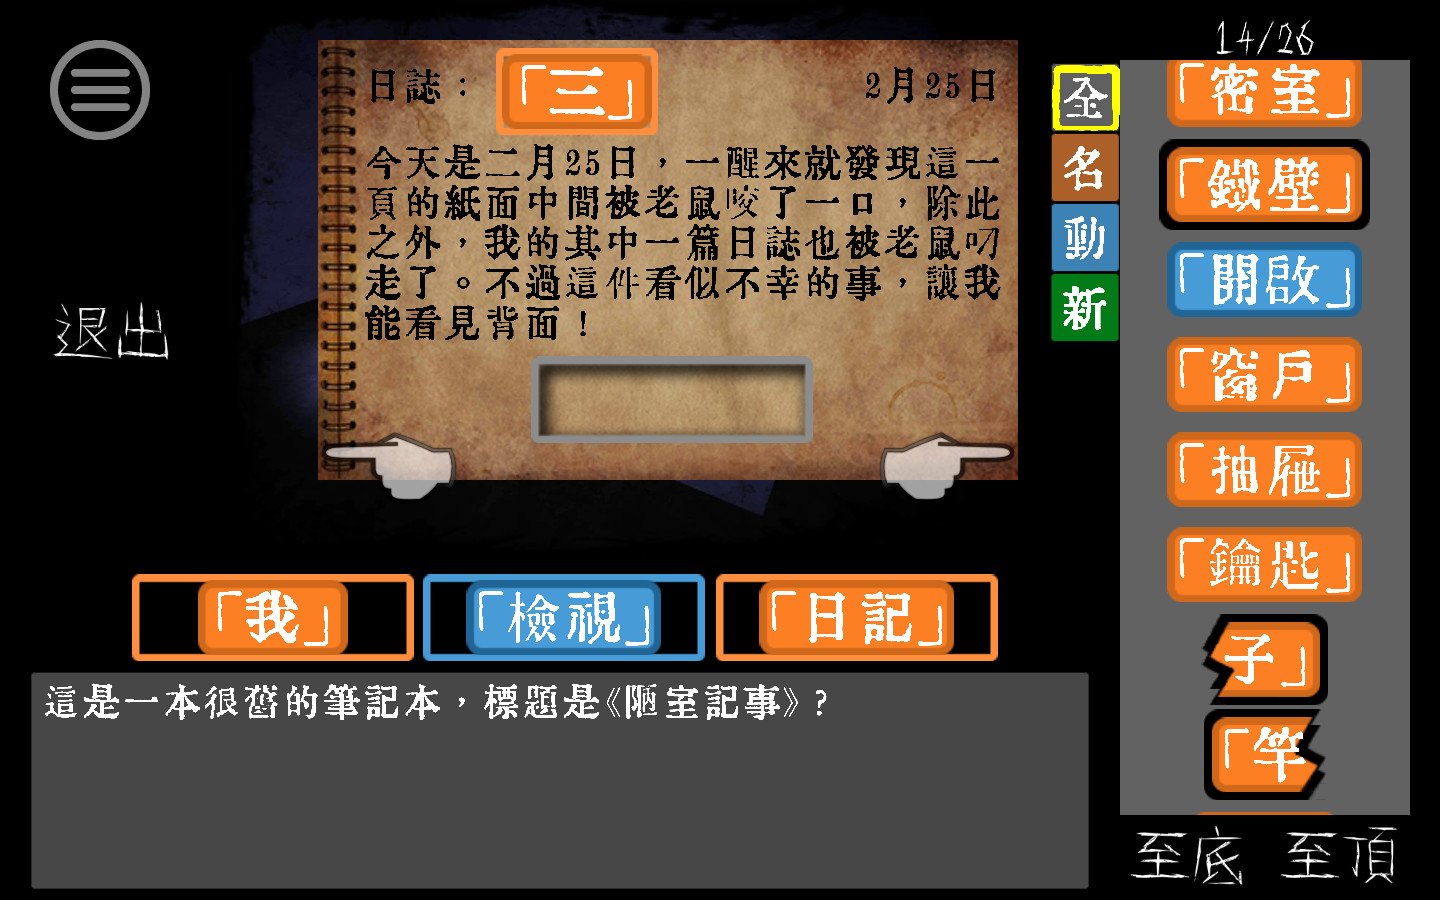 14/26
日誌：「三」 2月25日
今天是二月25日，一醒來就發現這一
頁的紙面中間被老鼠咬了一口，除此
之外，我的其中一篇日誌也被老鼠叼
走了。不過這件看似不幸的事，讓我
能看見背面！
退出
全
名
動
新
「密室」
「鐵壁」
「開啟」
「窗戶」
「抽屜」
「鑰匙」
子」
「竿
「我」
「檢視」
「日記」
這是一本很舊的筆記本，標題是《陋室記事》？
至底 至頂